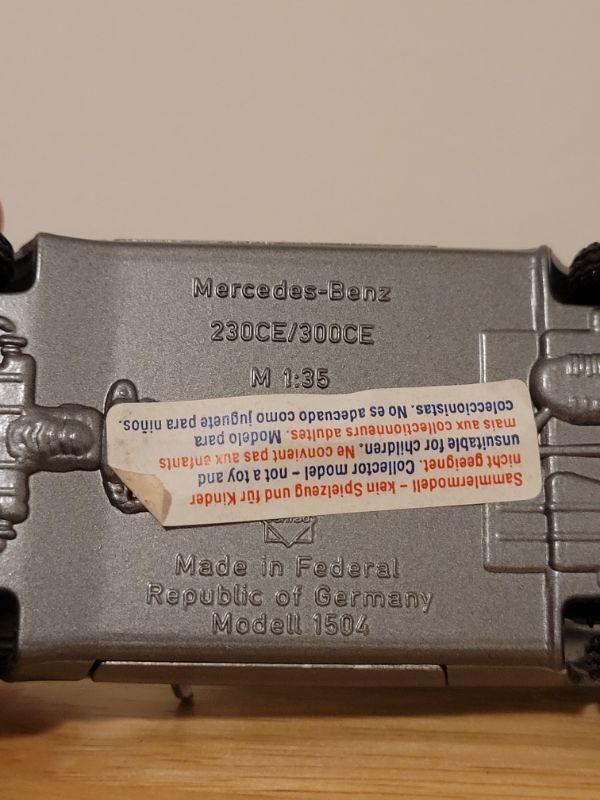 Mercedes-Benz
230CE/300CE
M 1:35
Sammlermodell – kein Spielzeug und für Kinder
nicht geeignet. Collector model – not a toy and
unsuitable for children. Ne convient pas aux enfants
mais aux collectionneurs adultes. Modelo para
coleccionistas. No es adecuado como juguete para niños.
Made in Federal
Republic of Germany
Modell 1504